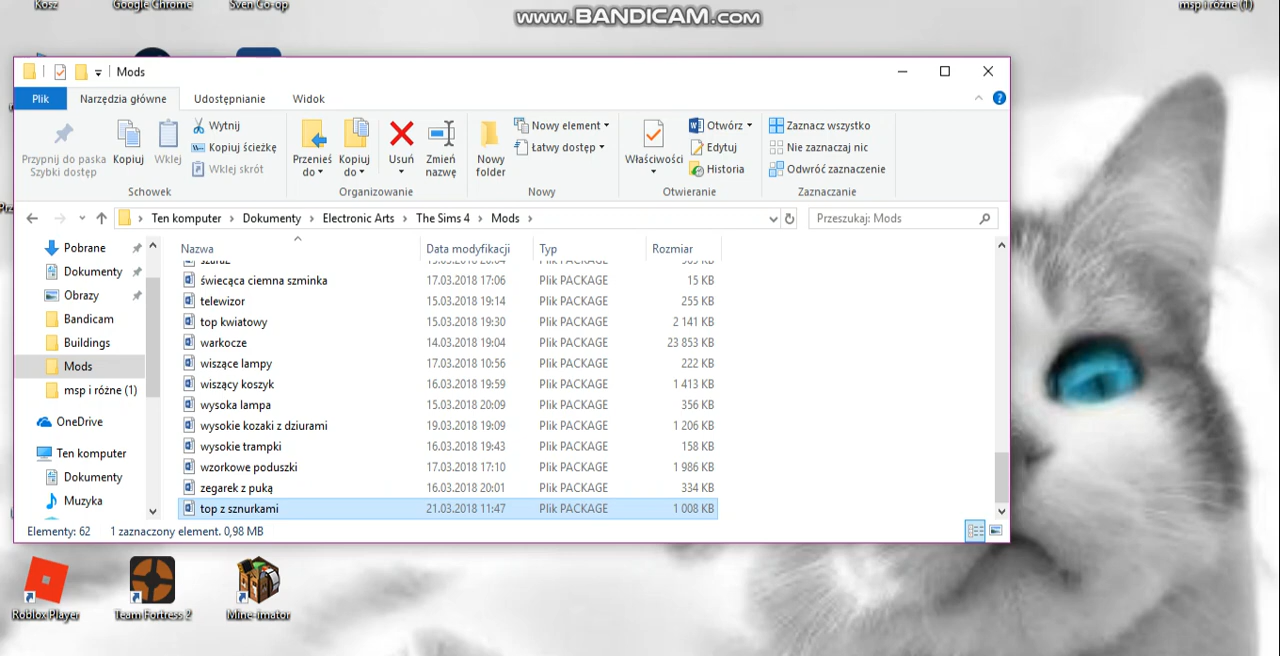 Kosz
Google Chrome
Sven Co-op
www.BANDICAM.com
msp i różne (1)
Mods
Plik
Narzędzia główne
Udostępnianie
Widok
Przypnij do paska
Szybki dostęp
Kopiuj
Wklej
Wytnij
Kopiuj ścieżkę
Wklej skrót
Schowek
Przenieś
do
Kopiuj
do
Usuń
Zmień
nazwę
Organizowanie
Nowy
folder
Nowy element
Łatwy dostęp
Nowy
Właściwości
Otwórz
Edytuj
Historia
Otwieranie
Zaznacz wszystko
Nie zaznaczaj nic
Odwróć zaznaczenie
Zaznaczanie
Ten komputer > Dokumenty > Electronic Arts > The Sims 4 > Mods >
Przeszukaj: Mods
Pobrane
Dokumenty
Obrazy
Bandicam
Buildings
Mods
msp i różne (1)
OneDrive
Ten komputer
Dokumenty
Muzyka
Nazwa Data modyfikacji Typ Rozmiar
święcąca ciemna szminka 17.03.2018 17:06 Plik PACKAGE 15 KB
telewizor 15.03.2018 19:14 Plik PACKAGE 255 KB
top kwiatowy 15.03.2018 19:30 Plik PACKAGE 2 141 KB
warkocze 14.03.2018 19:04 Plik PACKAGE 23 853 KB
wiszące lampy 17.03.2018 10:56 Plik PACKAGE 222 KB
wiszący koszyk 16.03.2018 19:59 Plik PACKAGE 1 413 KB
wysoka lampa 15.03.2018 20:09 Plik PACKAGE 356 KB
wysokie kozaki z dziurami 19.03.2018 19:09 Plik PACKAGE 1 206 KB
wysokie trampki 16.03.2018 19:43 Plik PACKAGE 158 KB
wzorkowe poduszki 17.03.2018 17:10 Plik PACKAGE 1 986 KB
zegarek z puką 16.03.2018 20:01 Plik PACKAGE 334 KB
top z sznurkami 21.03.2018 11:47 Plik PACKAGE 1 008 KB
Elementy: 62 1 zaznaczony element. 0,98 MB
Roblox Player
Team Fortress 2
Mine-imator